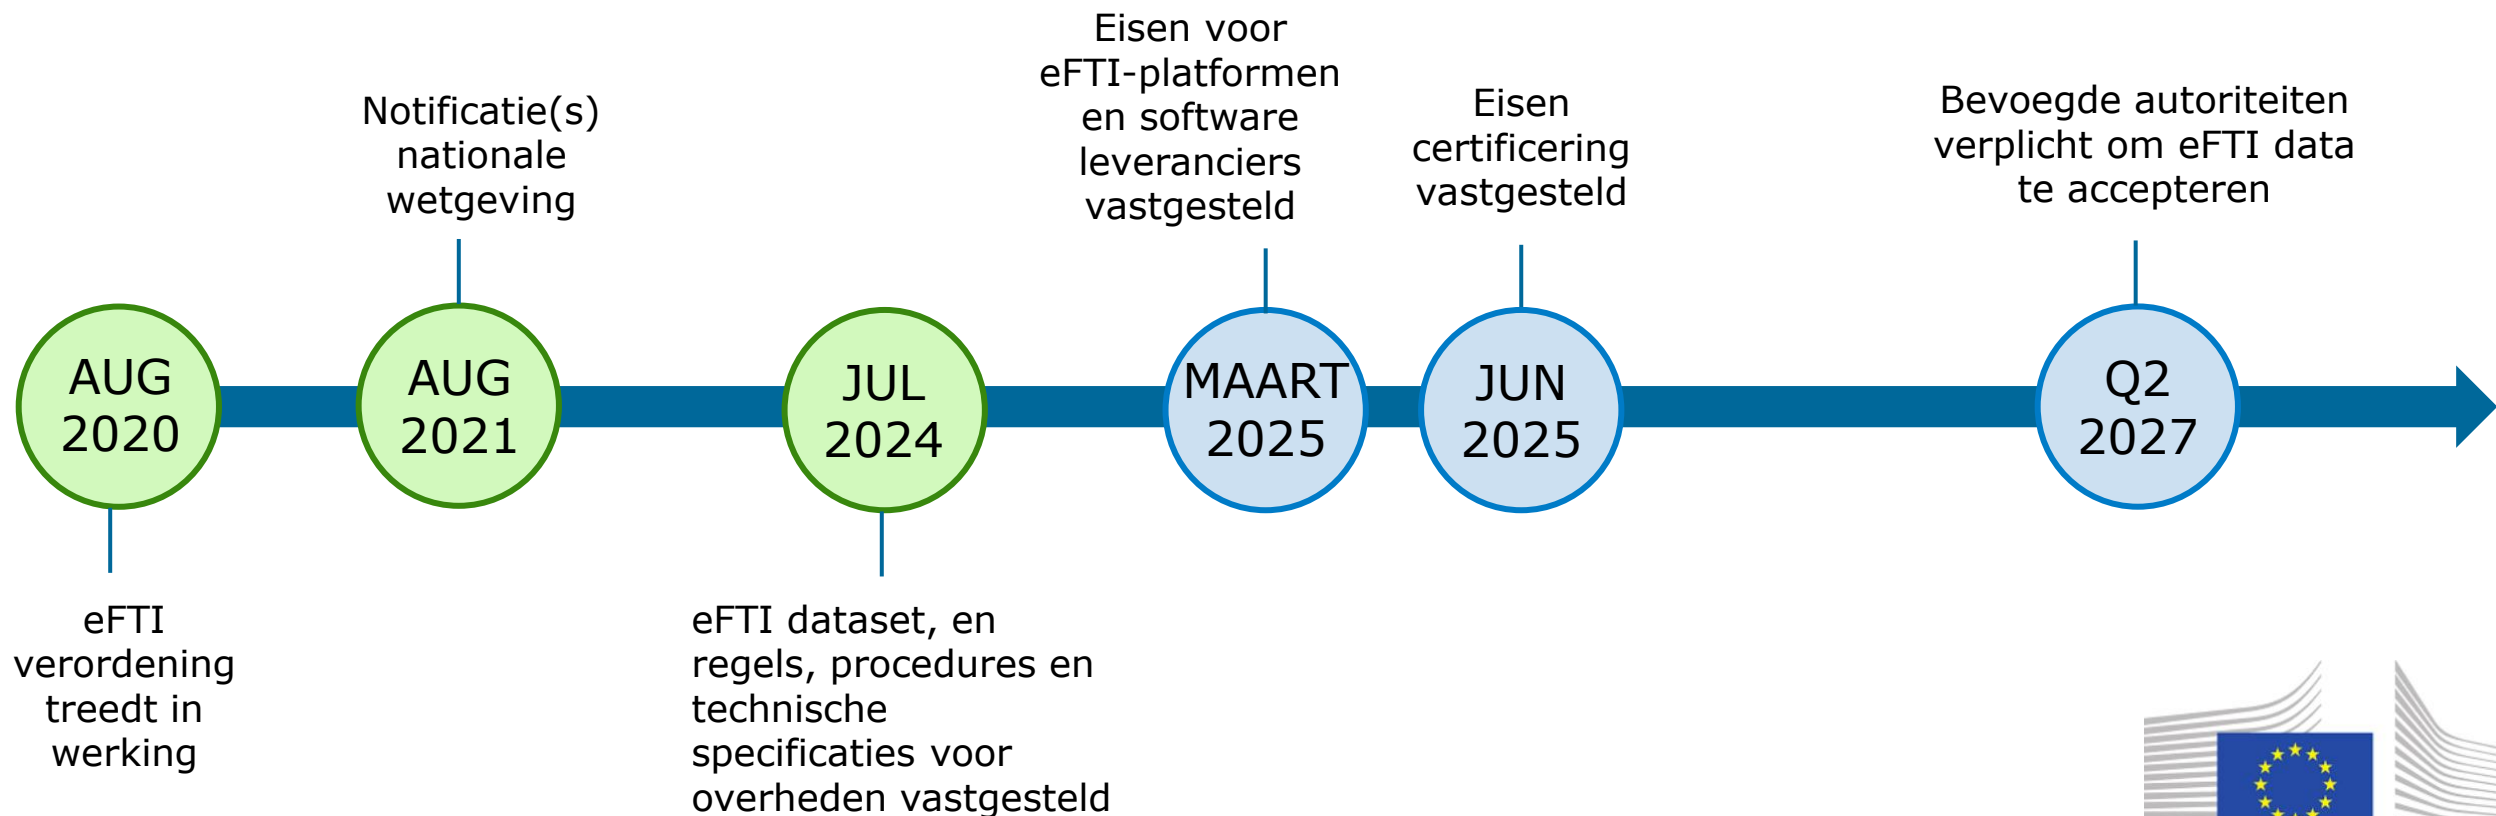 Eisen voor
eFTI-platformen
en software
leveranciers
vastgesteld
Notificatie(s)
nationale
wetgeving
Eisen
certificering
vastgesteld
Bevoegde autoriteiten
verplicht om eFTI data
te accepteren
AUG
2020
AUG
2021
JUL
2024
MAART
2025
JUN
2025
Q2
2027
eFTI
verordening
treedt in
werking
eFTI dataset, en
regels, procedures en
technische
specificaties voor
overheden vastgesteld